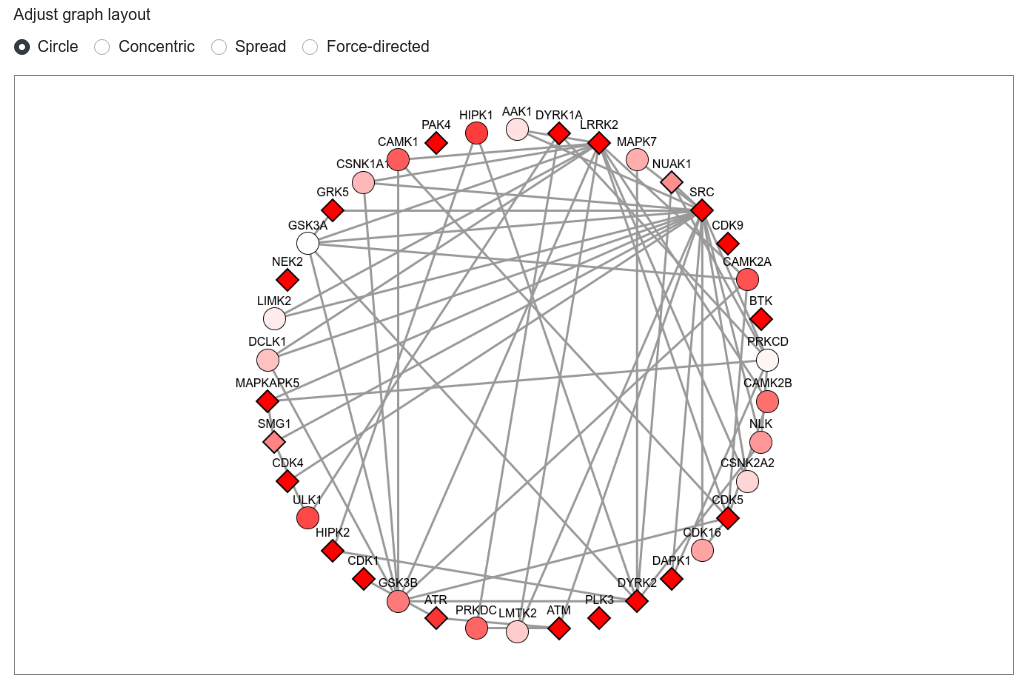 Adjust graph layout
Circle Concentric Spread Force-directed
AAK1
HIPK1
DYRK1A
PAK4
LRRK2
CAMK1
MAPK7
CSNK1A1
NUAK1
GRK5
SRC
GSK3A
CDK9
NEK2
CAMK2A
LIMK2
BTK
DCLK1
PRKCD
MAPKAPK5
CAMK2B
SMG1
NLK
CDK4
CSNK2A2
ULK1
CDK5
HIPK2
CDK16
CDK1
DAPK1
GSK3B
DYRK2
ATR
PLK3
PRKDC
LMTK2
ATM